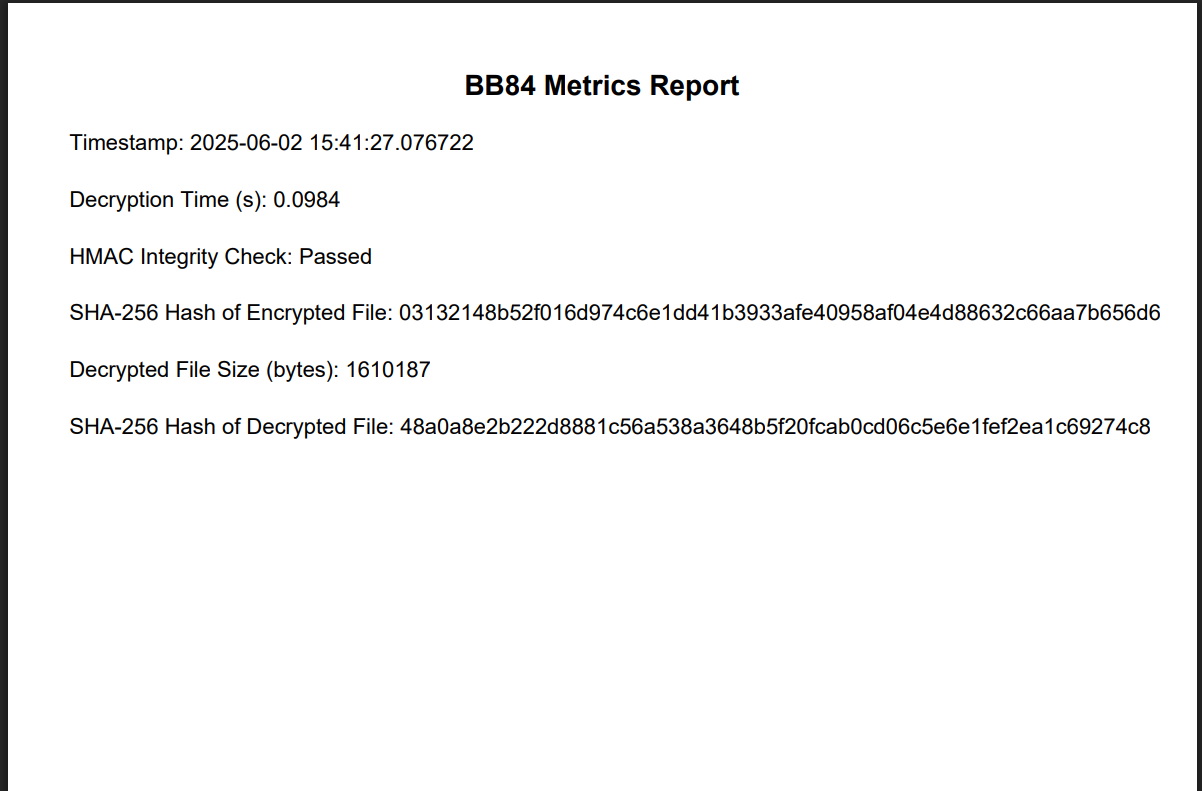 BB84 Metrics Report
Timestamp: 2025-06-02 15:41:27.076722
Decryption Time (s): 0.0984
HMAC Integrity Check: Passed
SHA-256 Hash of Encrypted File: 03132148b52f016d974c6e1dd41b3933afe40958af04e4d88632c66aa7b656d6
Decrypted File Size (bytes): 1610187
SHA-256 Hash of Decrypted File: 48a0a8e2b222d8881c56a538a3648b5f20fcab0cd06c5e6e1fef2ea1c69274c8